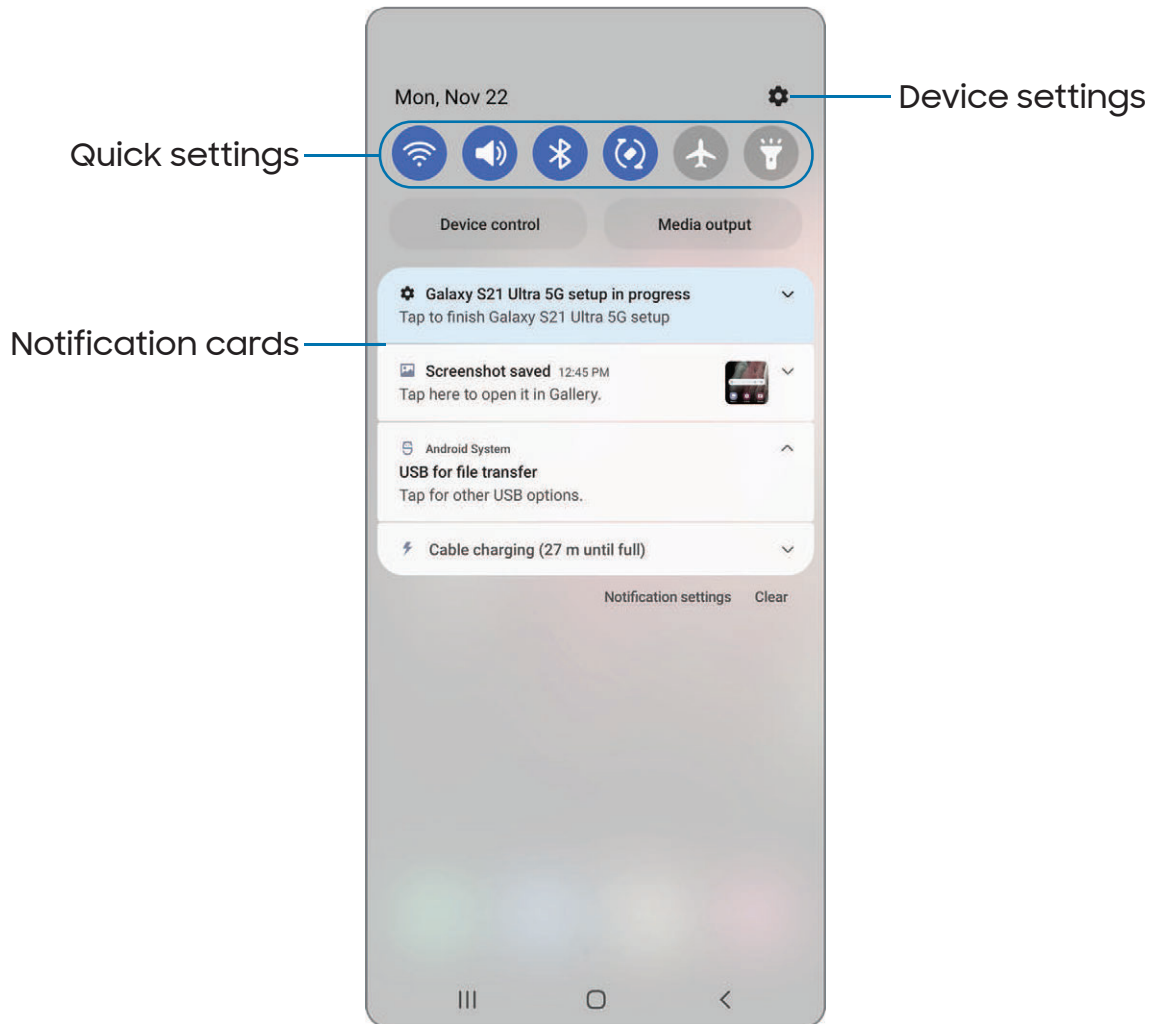 Mon, Nov 22
Device settings
Quick settings
Device control
Media output
Galaxy S21 Ultra 5G setup in progress
Tap to finish Galaxy S21 Ultra 5G setup
Notification cards
Screenshot saved 12:45 PM
Tap here to open it in Gallery.
Android System
USB for file transfer
Tap for other USB options.
Cable charging (27 m until full)
Notification settings
Clear